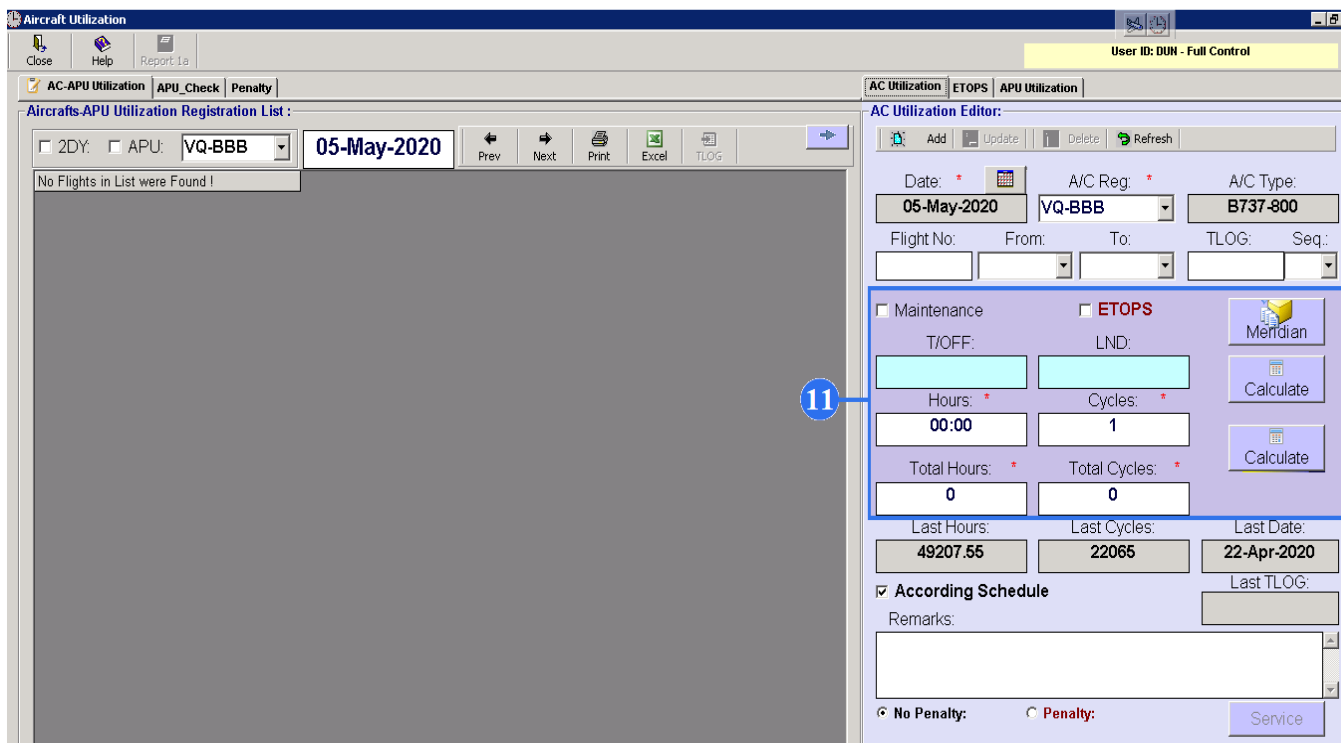 Aircraft Utilization
Close Help Report 1a
User ID: DUN - Full Control
AC-APU Utilization APU_Check Penalty
Aircrafts-APU Utilization Registration List :
2DY: APU: VQ-BBB 05-May-2020 Prev Next Print Excel TLOG
No Flights in List were Found !
AC Utilization ETOPS APU Utilization
AC Utilization Editor:
Add Update Delete Refresh
Date: * A/C Reg: * A/C Type:
05-May-2020 VQ-BBB B737-800
Flight No: From: To: TLOG: Seq.:
Maintenance ETOPS Meridian
T/OFF: LND:
Calculate
11
Hours: * Cycles: *
00:00 1
Calculate
Total Hours: * Total Cycles: *
0 0
Last Hours: Last Cycles: Last Date:
49207.55 22065 22-Apr-2020
According Schedule Last TLOG:
Remarks:
No Penalty: Penalty: Service